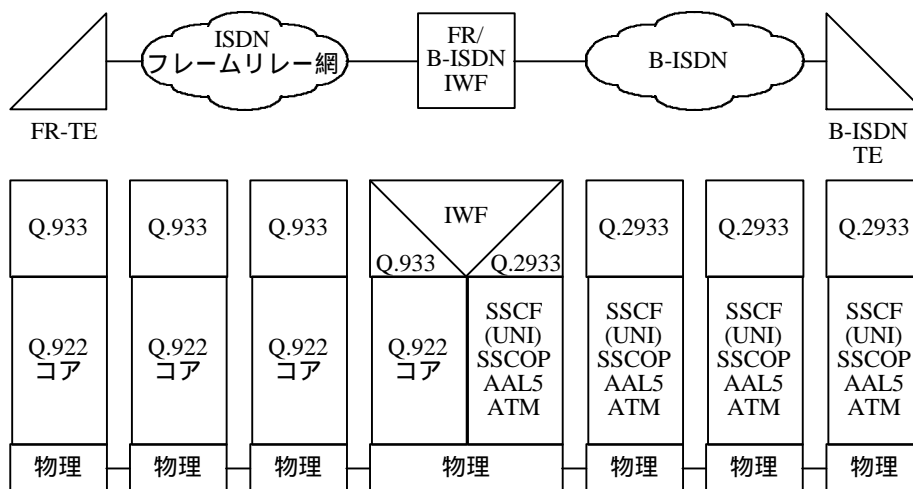 ISDN
フレームリレー網
FR/
B-ISDN
IWF
B-ISDN
FR-TE
B-ISDN
TE
Q.933
Q.933
Q.933
IWF
Q.933
Q.2933
Q.2933
Q.2933
Q.2933
Q.922
コア
Q.922
コア
Q.922
コア
Q.922
コア
SSCF
(UNI)
SSCOP
AAL5
ATM
SSCF
(UNI)
SSCOP
AAL5
ATM
SSCF
(UNI)
SSCOP
AAL5
ATM
SSCF
(UNI)
SSCOP
AAL5
ATM
物理
物理
物理
物理
物理
物理
物理